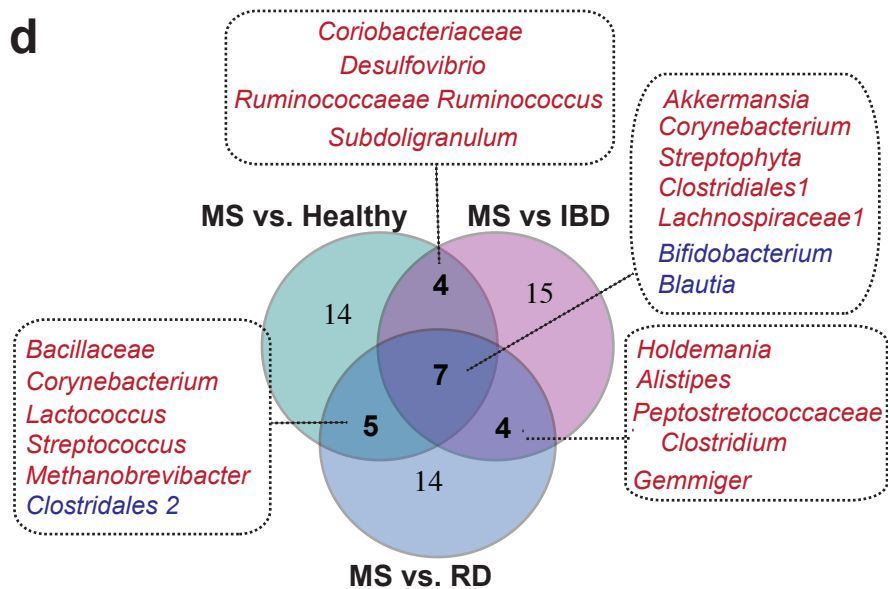 d
Coriobacteriaceae
Desulfovibrio
Ruminococcaeae Ruminococcus
Subdoligranulum
Akkermansia
Corynebacterium
Streptophyta
Clostridiales1
Lachnospiraceae1
Bifidobacterium
Blautia
MS vs. Healthy
MS vs IBD
4
14
15
7
5
4
14
Bacillaceae
Corynebacterium
Lactococcus
Streptococcus
Methanobrevibacter
Clostridales 2
Holdemania
Alistipes
Peptostretococcaceae
Clostridium
Gemmiger
MS vs. RD